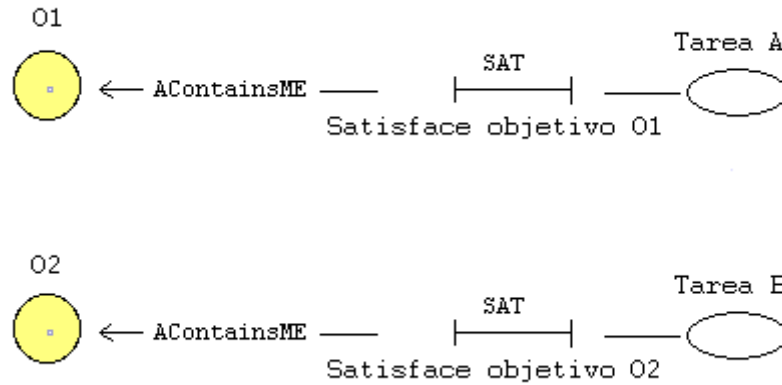 O1
Tarea A
SAT
AContainsME
Satisface objetivo O1
O2
Tarea B
SAT
AContainsME
Satisface objetivo O2